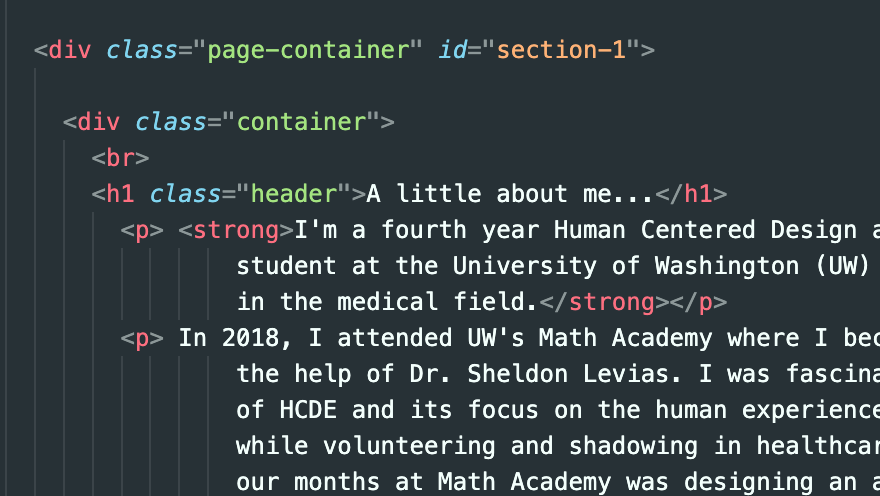 <div class="page-container" id="section-1">
<div class="container">
<br>
<h1 class="header">A little about me...</h1>
<p> <strong>I'm a fourth year Human Centered Design
student at the University of Washington (UW)
in the medical field.</strong></p>
<p> In 2018, I attended UW's Math Academy where I
the help of Dr. Sheldon Levias. I was
of HCDE and its focus on the human experience
while volunteering and shadowing in
our months at Math Academy was designing an